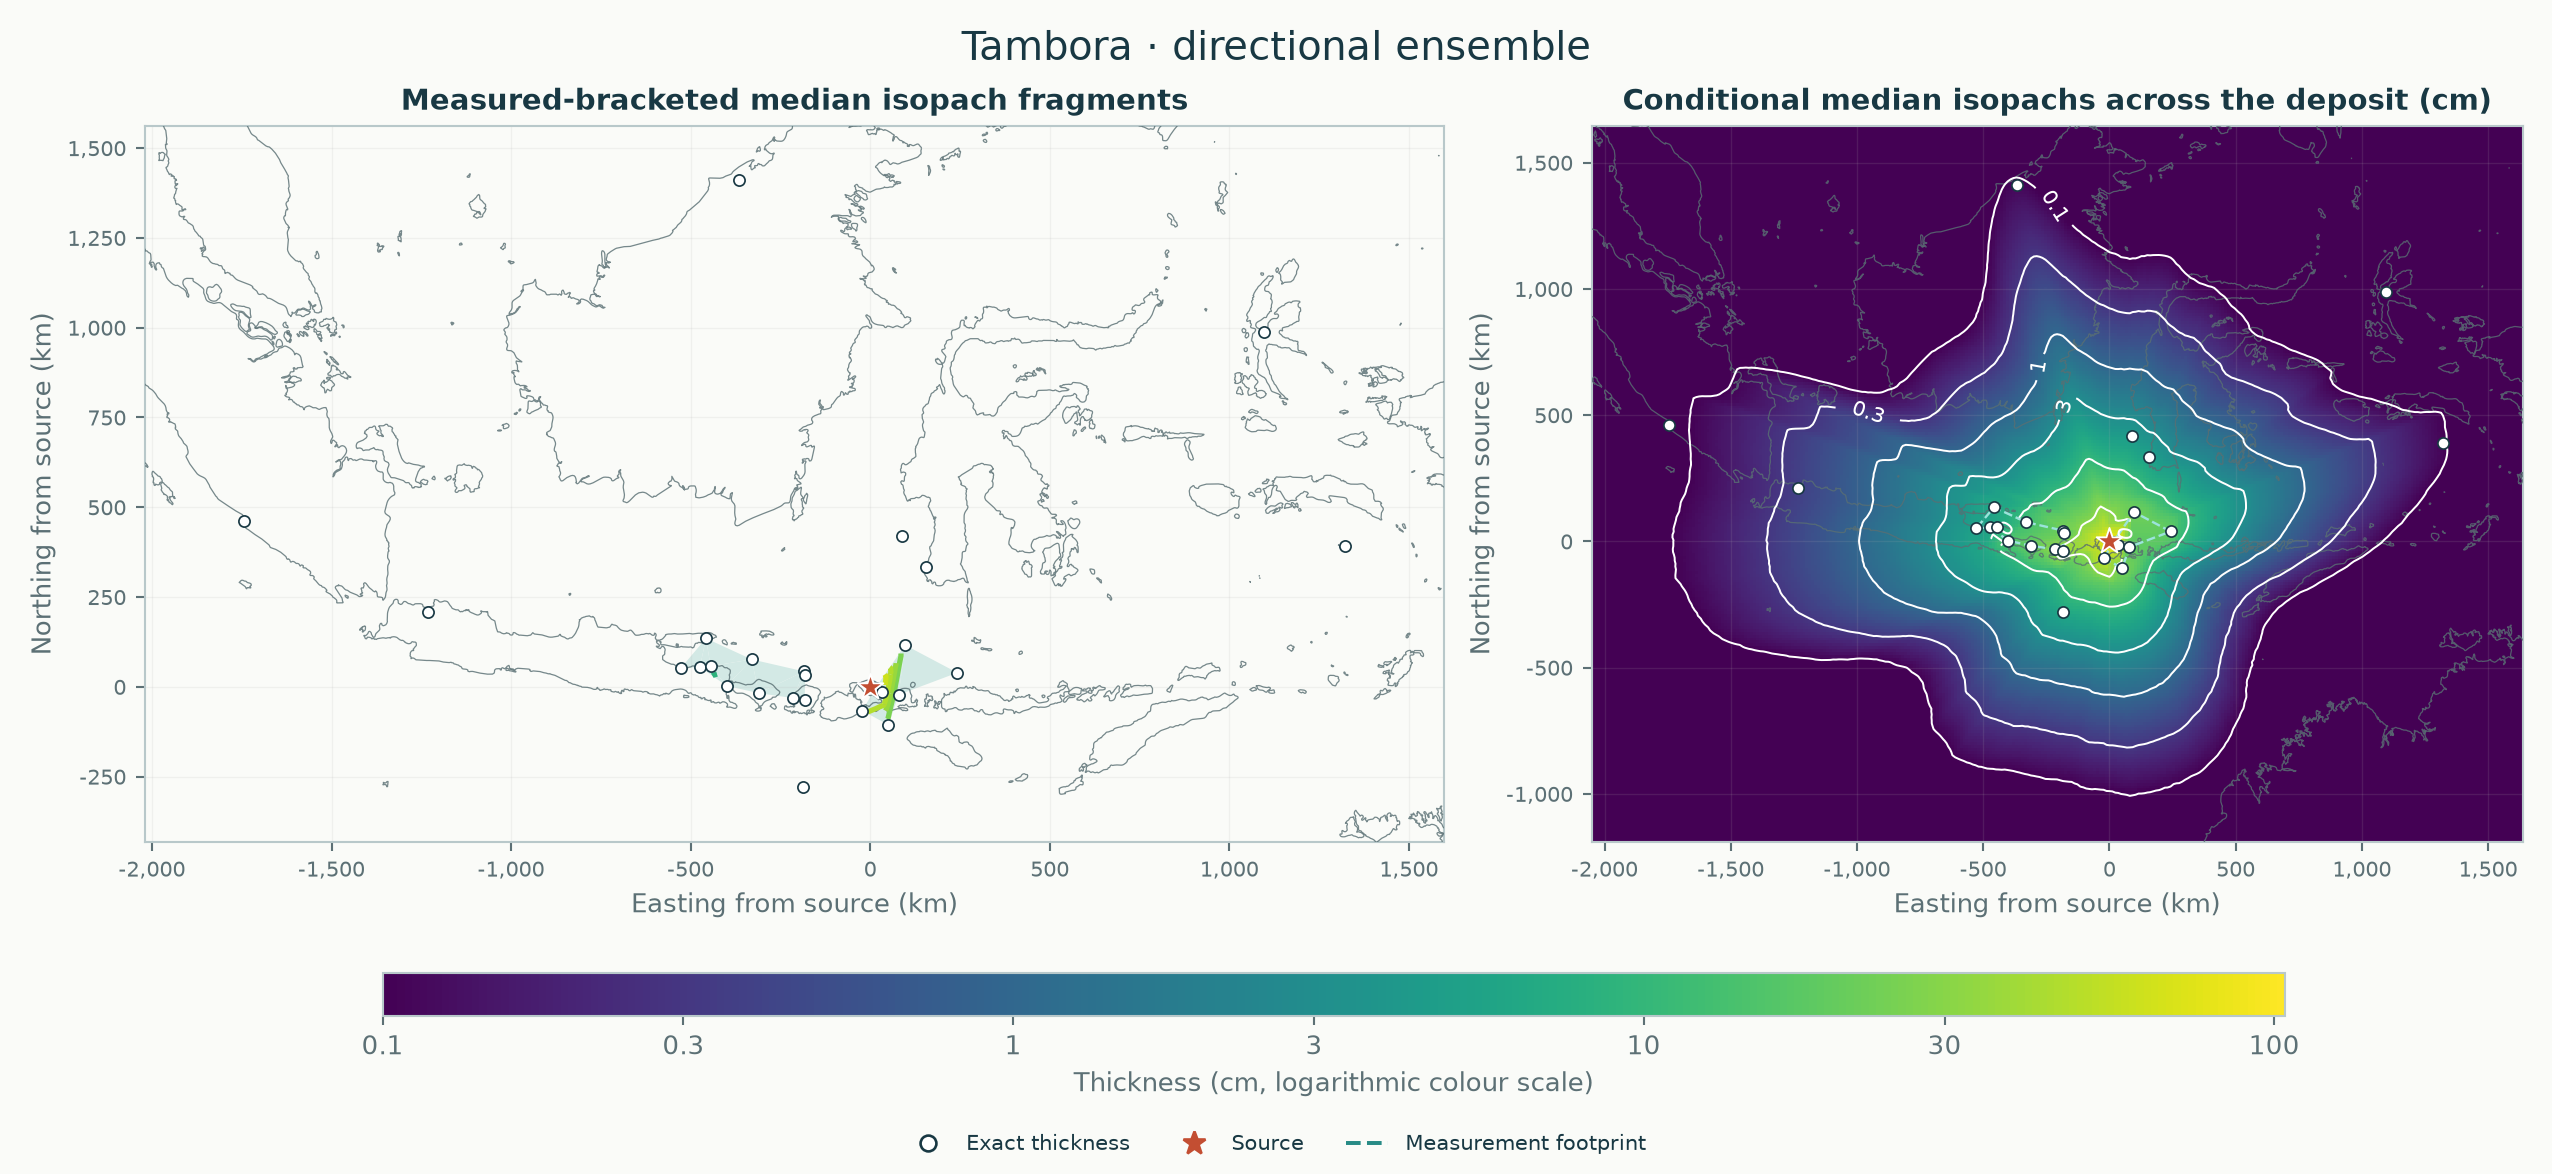 Tambora · directional ensemble
Measured-bracketed median isopach fragments
Northing from source (km)
1,500
1,250
1,000
750
500
250
0
-250
-2,000 -1,500 -1,000 -500 0 500 1,000 1,500
Easting from source (km)
Conditional median isopachs across the deposit (cm)
Northing from source (km)
1,500
1,000
500
0
-500
-1,000
0.1
0.3
1
3
-2,000 -1,500 -1,000 -500 0 500 1,000 1,500
Easting from source (km)
0.1 0.3 1 3 10 30 100
Thickness (cm, logarithmic colour scale)
Exact thickness Source Measurement footprint